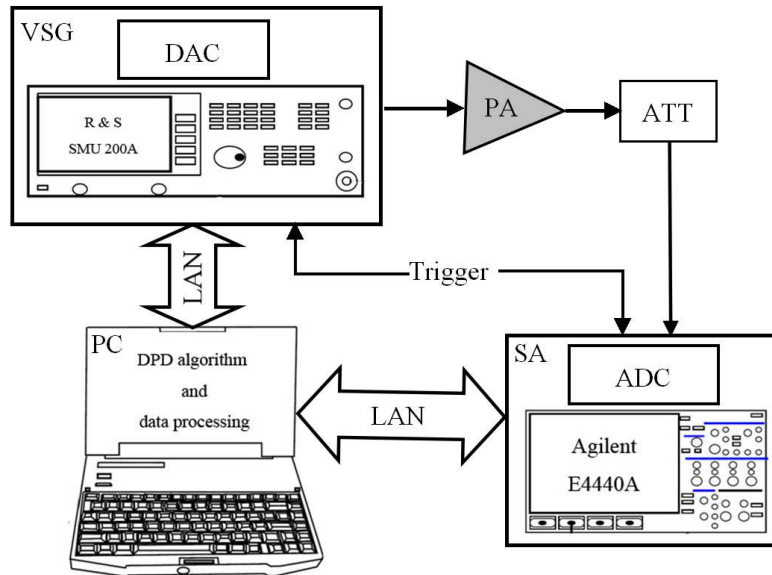 VSG
DAC
R & S
SMU 200A
PA
ATT
LAN
Trigger
PC
DPD algorithm
and
data processing
LAN
SA
ADC
Agilent
E4440A